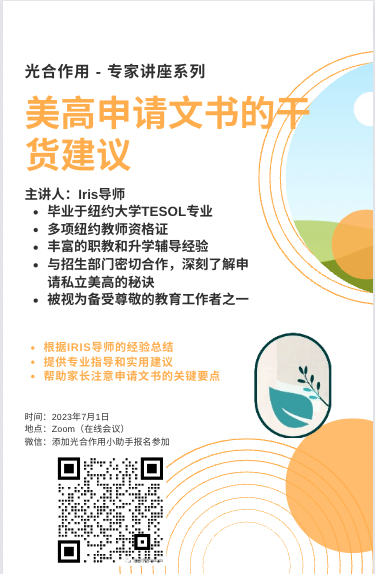 光合作用 - 专家讲座系列
美高申请文书的干
货建议
主讲人：Iris导师
• 毕业于纽约大学TESOL专业
• 多项纽约教师资格证
• 丰富的职教和升学辅导经验
• 与招生部门密切合作，深刻了解申
请私立美高的秘诀
• 被视为备受尊敬的教育工作者之一
• 根据IRIS导师的经验总结
• 提供专业指导和实用建议
• 帮助家长注意申请文书的关键要点
时间：2023年7月1日
地点：Zoom（在线会议）
微信：添加光合作用小助手报名参加